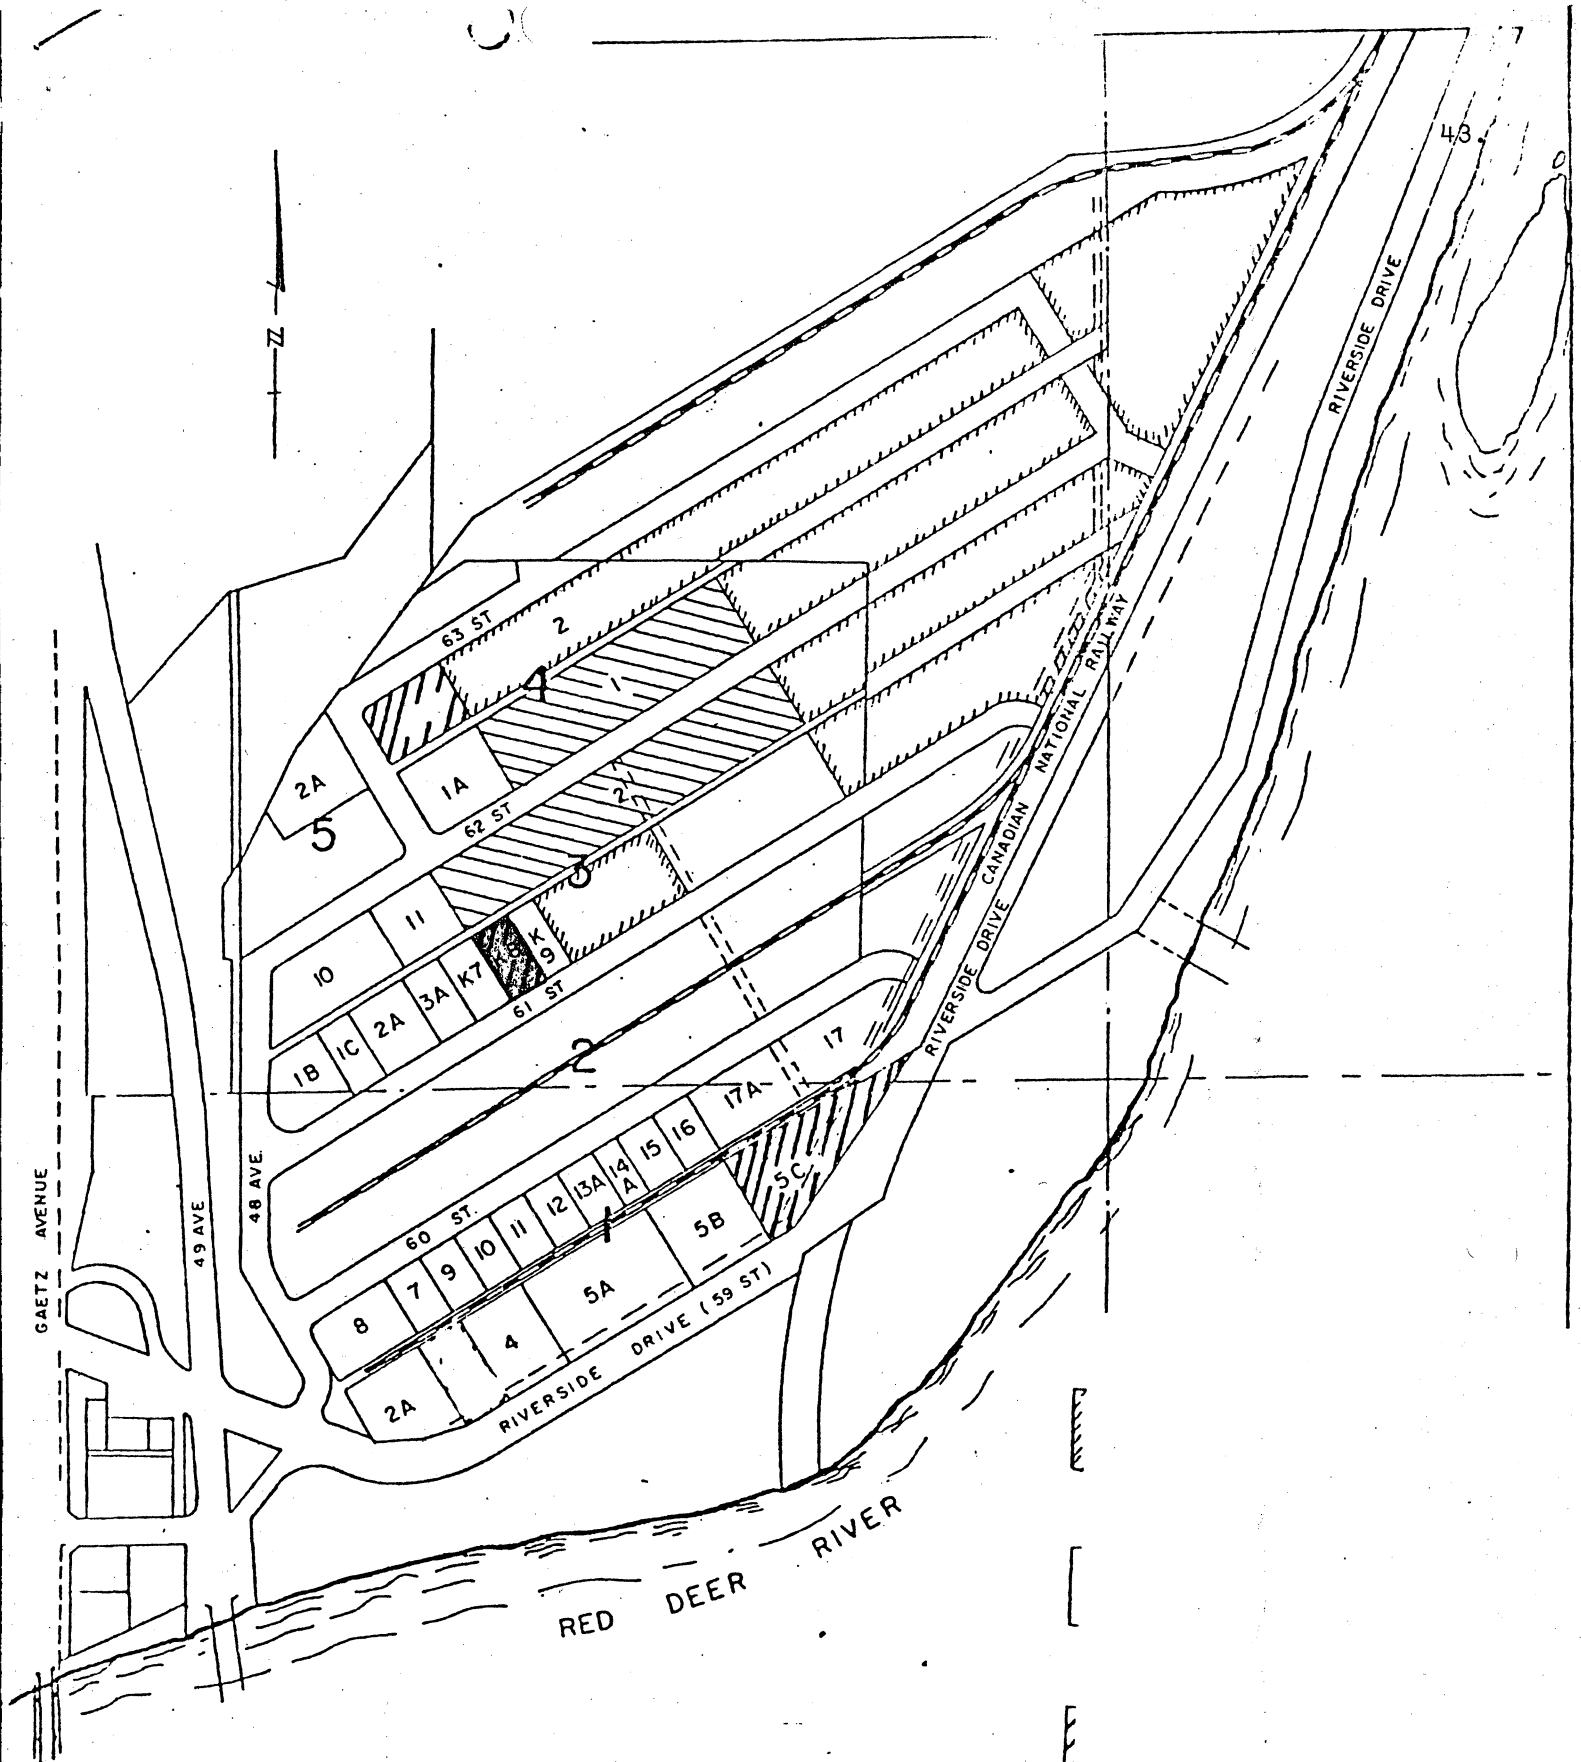 43
N
RIVERSIDE DRIVE
63 ST
2
4
1
2A
5
1A
62 ST
2
3
11
10
K
9
K8
K7
3A
2A
1C
1B
61 ST
2
CANADIAN NATIONAL RAILWAY
RIVERSIDE DRIVE
17
17A
16
15
14
A
13A
12
11
10
9
7
8
60 ST.
1
5C
5B
5A
4
2A
RIVERSIDE DRIVE (59 ST)
48 AVE.
49 AVE
GAETZ AVENUE
RED DEER RIVER